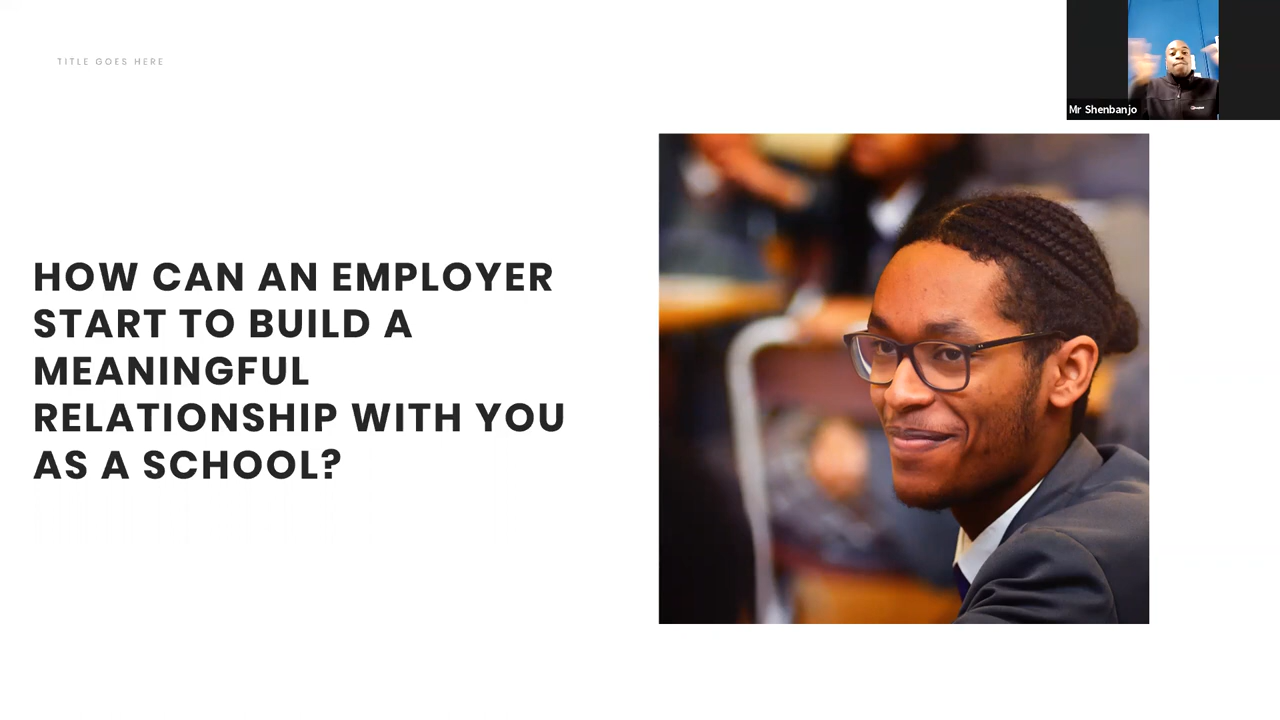 TITLE GOES HERE
Mr Shenbanjo
HOW CAN AN EMPLOYER
START TO BUILD A
MEANINGFUL
RELATIONSHIP WITH YOU
AS A SCHOOL?